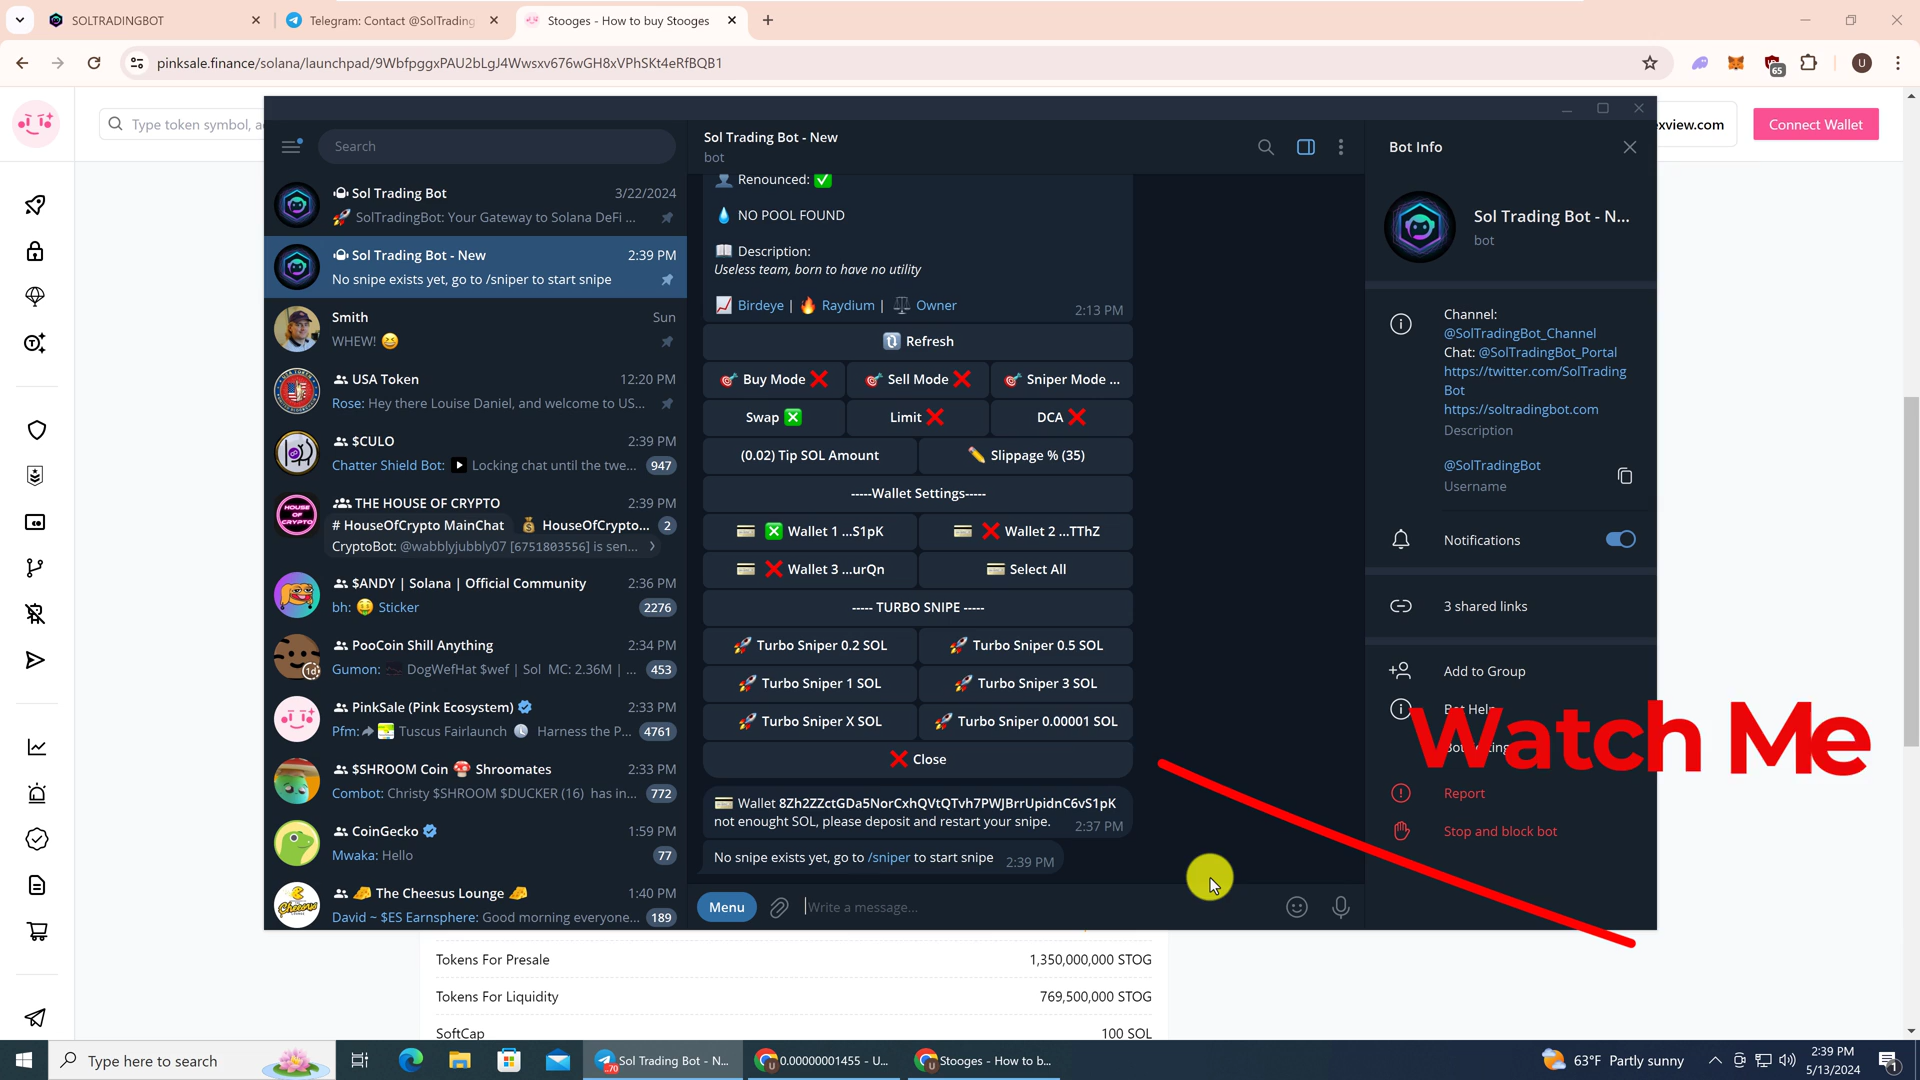 SOLTRADINGBOT
Telegram: Contact @SolTrading
Stooges - How to buy Stooges
pinksale.finance/solana/launchpad/9WbfpggxPAU2bLgJ4Wwsxv676wGH8xVPhSKt4eRfBQB1
65
U
Type token symbol, a
exview.com
Connect Wallet
Search
Sol Trading Bot
3/22/2024
🚀 SolTradingBot: Your Gateway to Solana DeFi ...
Sol Trading Bot - New
2:39 PM
No snipe exists yet, go to /sniper to start snipe
Smith
Sun
WHEW! 😆
USA Token
12:20 PM
Rose: Hey there Louise Daniel, and welcome to US...
$CULO
2:39 PM
Chatter Shield Bot: ▶ Locking chat until the twe...
947
THE HOUSE OF CRYPTO
2:39 PM
# HouseOfCrypto MainChat 💰 HouseOfCrypto...
2
CryptoBot: @wabblyjubbly07 [6751803556] is sen...
$ANDY | Solana | Official Community
2:36 PM
bh: 🤑 Sticker
2276
PooCoin Shill Anything
2:34 PM
Gumon: DogWefHat $wef | Sol MC: 2.36M | ...
453
1d
PinkSale (Pink Ecosystem)
2:33 PM
Pfm: Tuscus Fairlaunch Harness the P...
4761
$SHROOM Coin 🍄 Shroomates
2:33 PM
Combot: Christy $SHROOM $DUCKER (16) has in...
772
CoinGecko
1:59 PM
Mwaka: Hello
77
🧀 The Cheesus Lounge 🧀
1:40 PM
David ~ $ES Earnsphere: Good morning everyone...
189
Sol Trading Bot - New
bot
👤 Renounced: ✅
💧 NO POOL FOUND
📖 Description:
Useless team, born to have no utility
📈 Birdeye | 🔥 Raydium | ⚖️ Owner
2:13 PM
🔃 Refresh
🎯 Buy Mode ❌
🎯 Sell Mode ❌
🎯 Sniper Mode ...
Swap ❎
Limit ❌
DCA ❌
(0.02) Tip SOL Amount
✏️ Slippage % (35)
-----Wallet Settings-----
💳 ❎ Wallet 1 ...S1pK
💳 ❌ Wallet 2 ...TThZ
💳 ❌ Wallet 3 ...urQn
💳 Select All
----- TURBO SNIPE -----
🚀 Turbo Sniper 0.2 SOL
🚀 Turbo Sniper 0.5 SOL
🚀 Turbo Sniper 1 SOL
🚀 Turbo Sniper 3 SOL
🚀 Turbo Sniper X SOL
🚀 Turbo Sniper 0.00001 SOL
❌ Close
💳 Wallet 8Zh2ZZctGDa5NorCxhQVtQTvh7PWJBrrUpidnC6vS1pK
not enought SOL, please deposit and restart your snipe.
2:37 PM
No snipe exists yet, go to /sniper to start snipe
2:39 PM
Menu
Write a message...
Bot Info
Sol Trading Bot - N...
bot
Channel:
@SolTradingBot_Channel
Chat: @SolTradingBot_Portal
https://twitter.com/SolTrading
Bot
https://soltradingbot.com
Description
@SolTradingBot
Username
Notifications
3 shared links
Add to Group
Bot Help
Watch Me
Report
Stop and block bot
Tokens For Presale
1,350,000,000 STOG
Tokens For Liquidity
769,500,000 STOG
SoftCap
100 SOL
Type here to search
Sol Trading Bot - N...
..70
0.00000001455 - U...
Stooges - How to b...
63°F Partly sunny
2:39 PM
5/13/2024
1